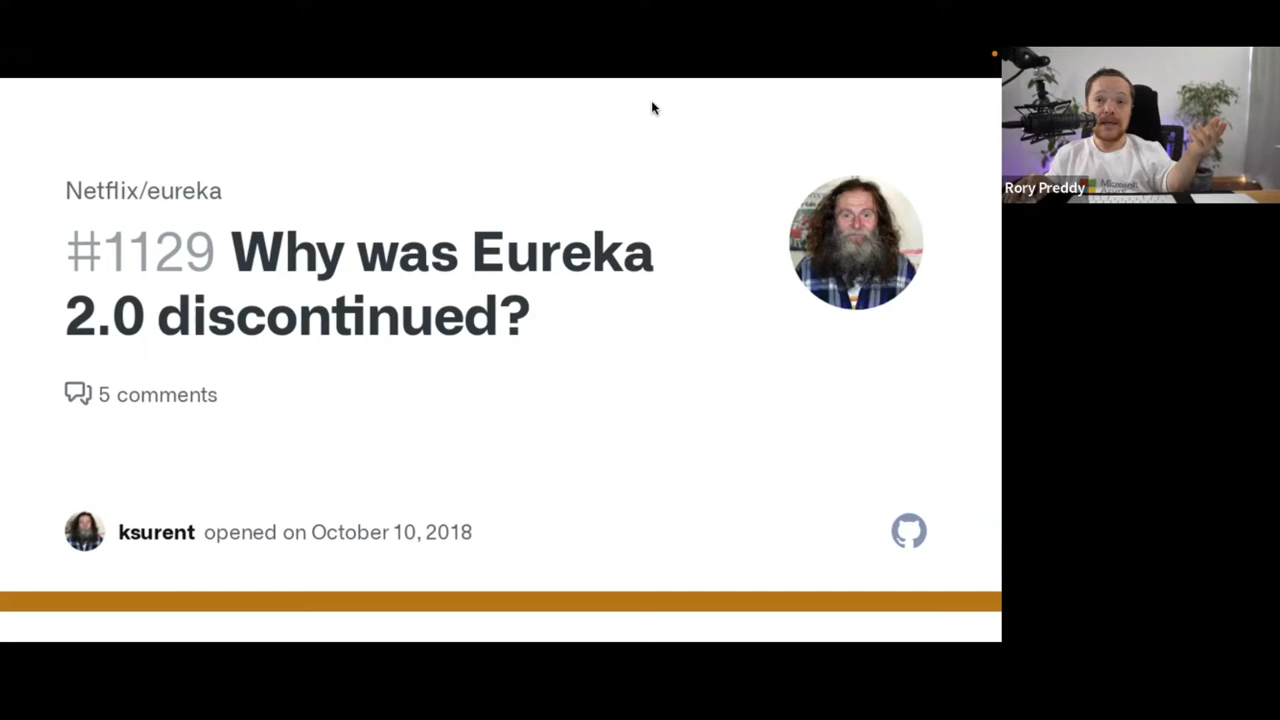 Netflix/eureka
#1129 Why was Eureka
2.0 discontinued?
5 comments
ksurent opened on October 10, 2018
Rory Preddy
Microsoft